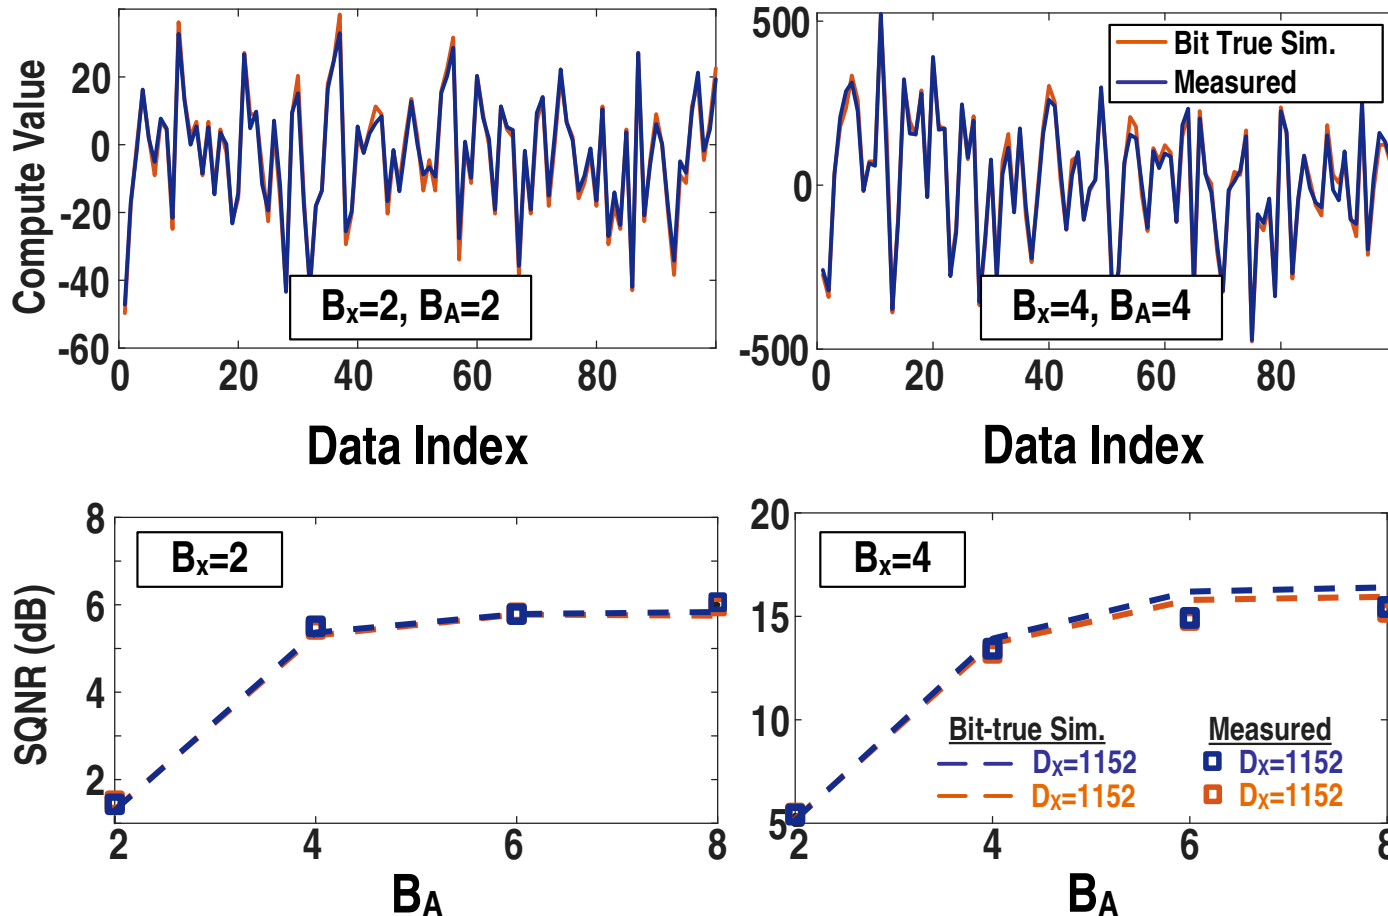 Compute Value
20
0
-20
-40
-60
0
20
40
60
80
Bx=2, BA=2
Data Index
500
0
-500
0
20
40
60
80
Bit True Sim.
Measured
Bx=4, BA=4
Data Index
SQNR (dB)
8
6
4
2
2
4
6
8
Bx=2
BA
20
15
10
5
2
4
6
8
Bx=4
Bit-true Sim.
Measured
Dx=1152
Dx=1152
Dx=1152
Dx=1152
BA